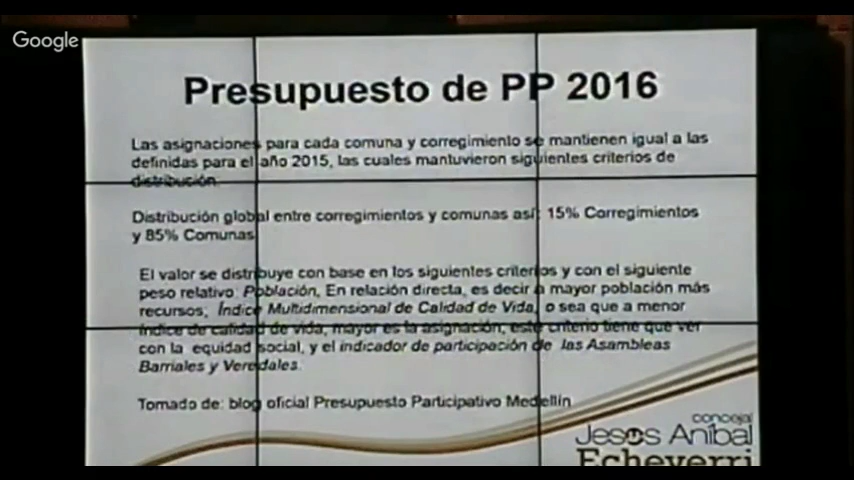 Google
Presupuesto de PP 2016
Las asignaciones para cada comuna y corregimiento se mantienen igual a las
definidas para el año 2015, las cuales mantuvieron siguientes criterios de
distribución.
Distribución global entre corregimientos y comunas así: 15% Corregimientos
y 85% Comunas
El valor se distribuye con base en los siguientes criterios y con el siguiente
peso relativo: Población, En relación directa, es decir a mayor población más
recursos; Índice Multidimensional de Calidad de Vida, o sea que a menor
índice de calidad de vida, mayor es la asignación, este criterio tiene que ver
con la equidad social, y el indicador de participación de las Asambleas
Barriales y Veredales.
Tomado de: blog oficial Presupuesto Participativo Medellín
concejal
Jesús Aníbal
Echeverri